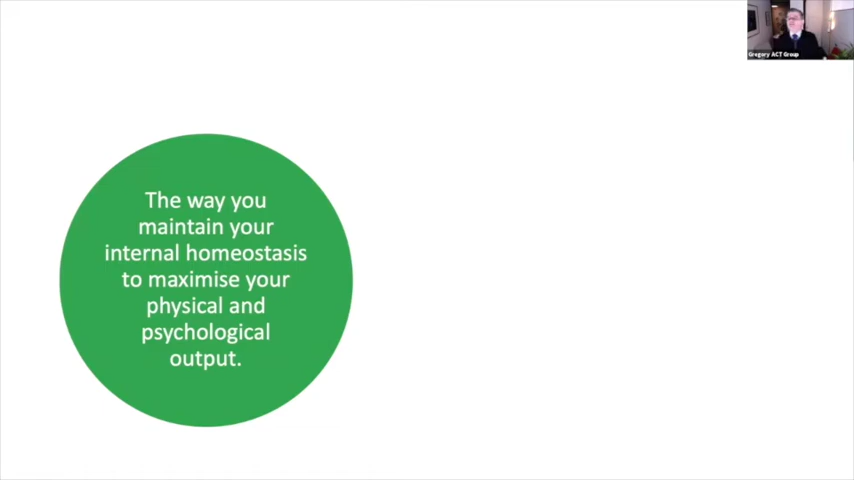 Gregory ACT Group
The way you
maintain your
internal homeostasis
to maximise your
physical and
psychological
output.